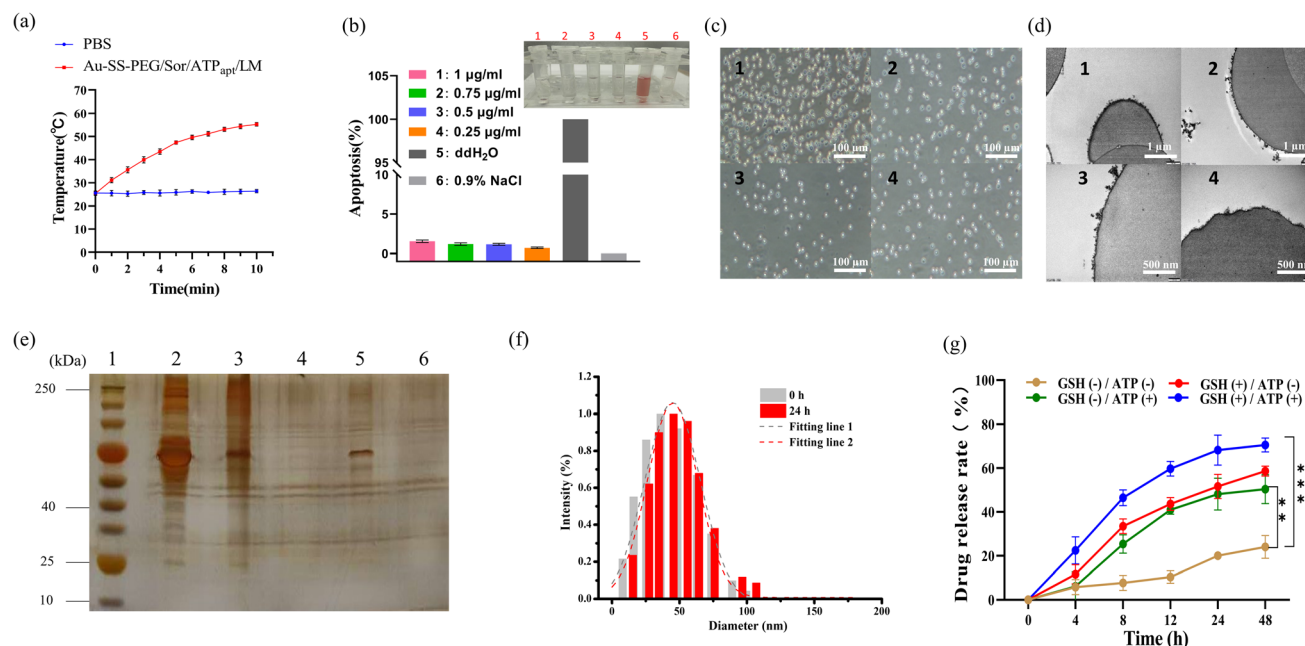 (a)
PBS
Au-SS-PEG/Sor/ATPapt/LM
Temperature(℃)
70
60
50
40
30
20
10
0
0 2 4 6 8 10
Time(min)
(b)
1 2 3 4 5 6
Apoptosis(%)
105
100
95
10
5
0
1: 1 μg/ml
2: 0.75 μg/ml
3: 0.5 μg/ml
4: 0.25 μg/ml
5: ddH2O
6: 0.9% NaCl
(c)
1 2
100 μm 100 μm
3 4
100 μm 100 μm
(d)
1 2
1 μm 1 μm
3 4
500 nm 500 nm
(e)
(kDa) 1 2 3 4 5 6
250
40
25
10
(f)
Intensity (%)
1.2
1.0
0.8
0.6
0.4
0.2
0.0
0 h
24 h
Fitting line 1
Fitting line 2
0 50 100 150 200
Diameter (nm)
(g)
GSH (-) / ATP (-) GSH (+) / ATP (-)
GSH (-) / ATP (+) GSH (+) / ATP (+)
Drug release rate ( %)
100
80
60
40
20
0
0 4 8 12 24 48
Time (h)
**
***